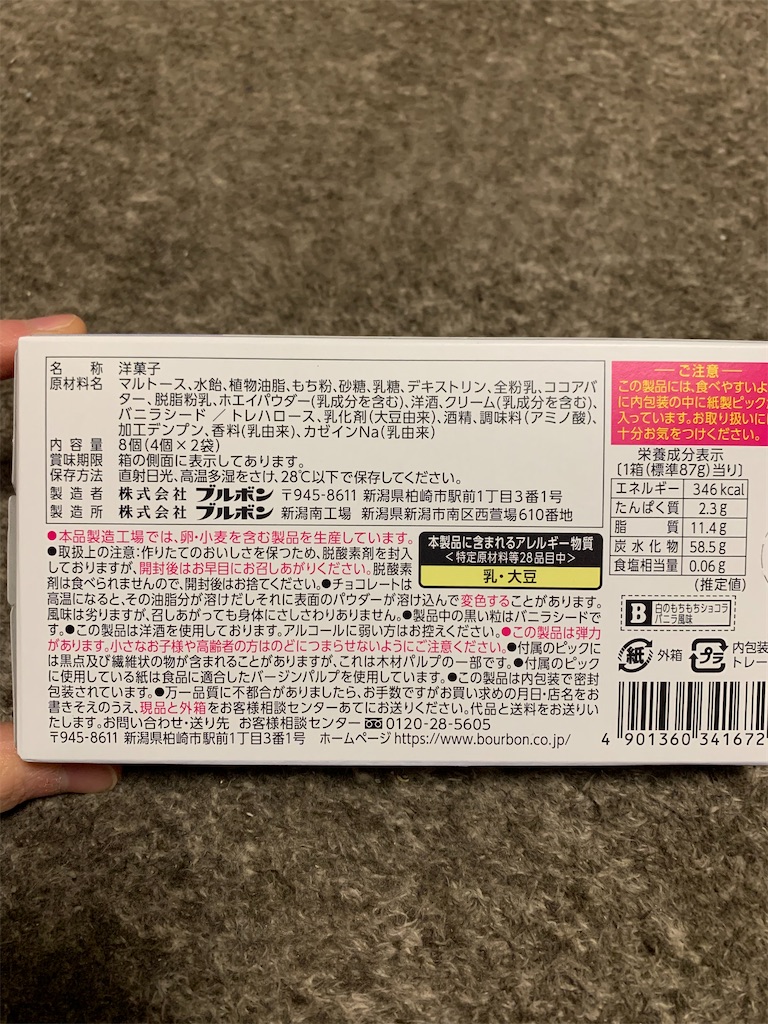 名　　称 洋菓子
原材料名 マルトース、水飴、植物油脂、もち粉、砂糖、乳糖、デキストリン、全粉乳、ココアバ
ター、脱脂粉乳、ホエイパウダー(乳成分を含む)、洋酒、クリーム(乳成分を含む)、
バニラシード ／ トレハロース、乳化剤(大豆由来)、酒精、調味料(アミノ酸)、
加工デンプン、香料(乳由来)、カゼインNa(乳由来)
内 容 量 8個(4個×2袋)
賞味期限 箱の側面に表示してあります。
保存方法 直射日光、高温多湿をさけ、28℃以下で保存してください。
製 造 者 株式会社 ブルボン 〒945-8611 新潟県柏崎市駅前1丁目3番1号
製 造 所 株式会社 ブルボン 新潟南工場 新潟県新潟市南区西萱場610番地
●本品製造工場では、卵・小麦を含む製品を生産しています。
●取扱上の注意:作りたてのおいしさを保つため、脱酸素剤を封入
しておりますが、開封後はお早目にお召しあがりください。脱酸素
剤は食べられませんので、開封後はお捨てください。●チョコレートは
高温になると、その油脂分が溶けだしそれに表面のパウダーが溶け込んで変色することがあります。
風味は劣りますが、召しあがっても身体にさしさわりありません。●製品中の黒い粒はバニラシードで
す。●この製品は洋酒を使用しております。アルコールに弱い方はお控えください。●この製品は弾力
があります。小さなお子様や高齢者の方はのどにつまらせないようにご注意ください。●付属のピックに
は黒点及び繊維状の物が含まれることがありますが、これは木材パルプの一部です。●付属のピック
に使用している紙は食品に適合したバージンパルプを使用しています。●この製品は内包装で密封
包装されています。●万一品質に不都合がありましたら、お手数ですがお買い求めの月日・店名をお
書きそえのうえ、現品と外箱をお客様相談センターあてにお送りください。代品と送料をお送りい
たします。お問い合わせ・送り先 お客様相談センター 0120-28-5605
〒945-8611 新潟県柏崎市駅前1丁目3番1号 ホームページ https://www.bourbon.co.jp/
本製品に含まれるアレルギー物質
<特定原材料等28品目中>
乳・大豆
ご注意
この製品には、食べやすいよ
に内包装の中に紙製ピック
入っています。お取り扱いに
十分お気をつけください。
栄養成分表示
[1箱(標準87g)当り]
エネルギー 346 kcal
たんぱく質 2.3 g
脂　　質 11.4 g
炭水化物 58.5 g
食塩相当量 0.06 g
(推定値)
B 白のもちもちショコラ
バニラ風味
紙 外箱 プラ 内包装
トレー
4 901360 341672